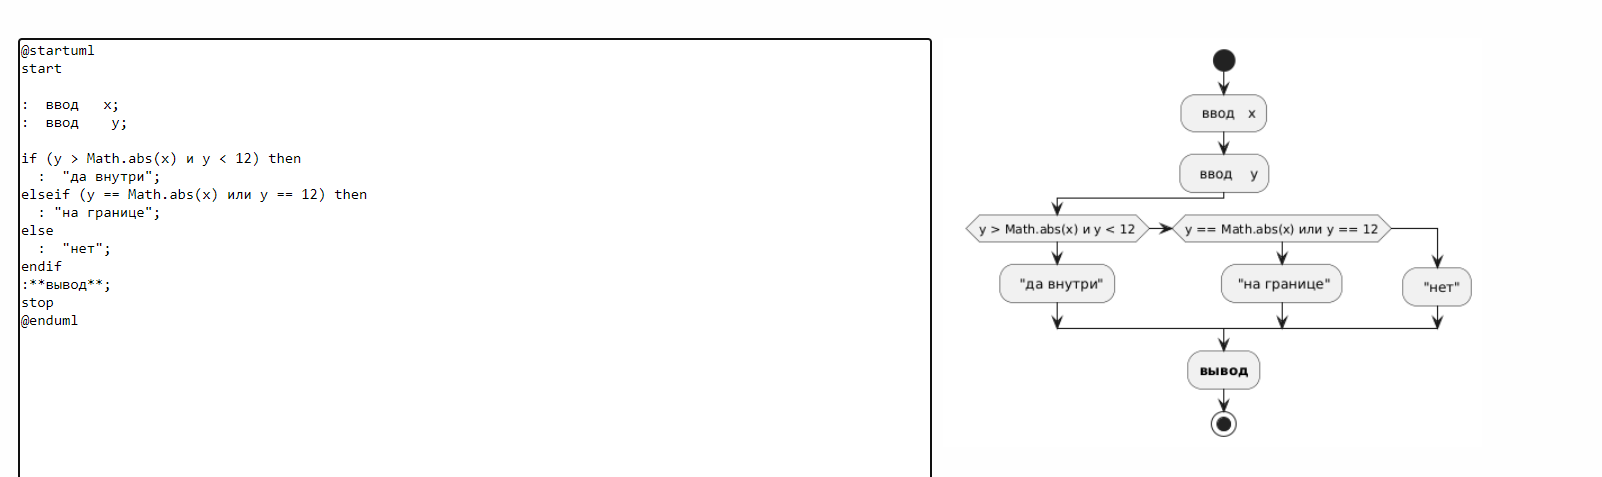 @startuml
start
:  ввод   x;
:  ввод    y;
if (y > Math.abs(x) и y < 12) then
  :  "да внутри";
elseif (y == Math.abs(x) или y == 12) then
  : "на границе";
else
  :  "нет";
endif
:**вывод**;
stop
@enduml
ввод   x
ввод    y
y > Math.abs(x) и y < 12
y == Math.abs(x) или y == 12
"да внутри"
"на границе"
"нет"
вывод